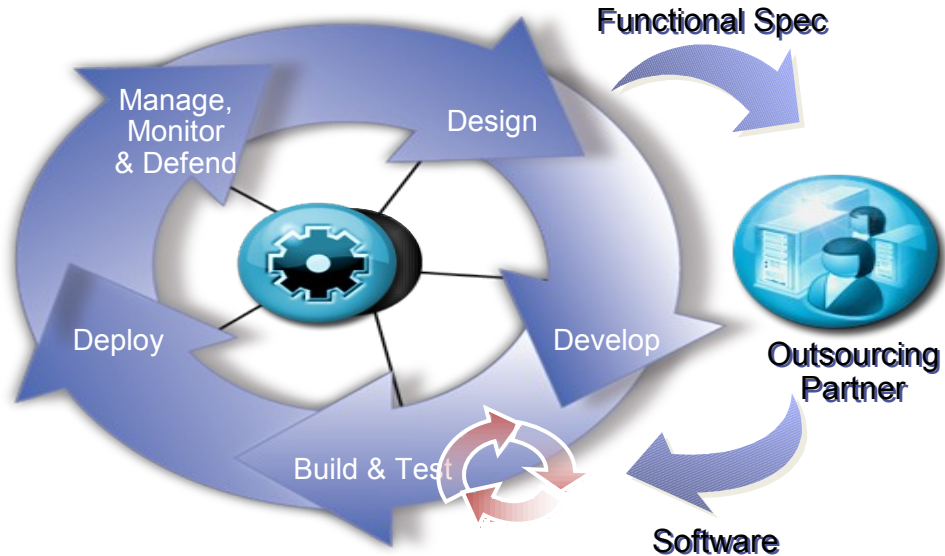 Functional Spec
Manage,
Monitor
& Defend
Design
Deploy
Develop
Outsourcing
Partner
Build & Test
Software